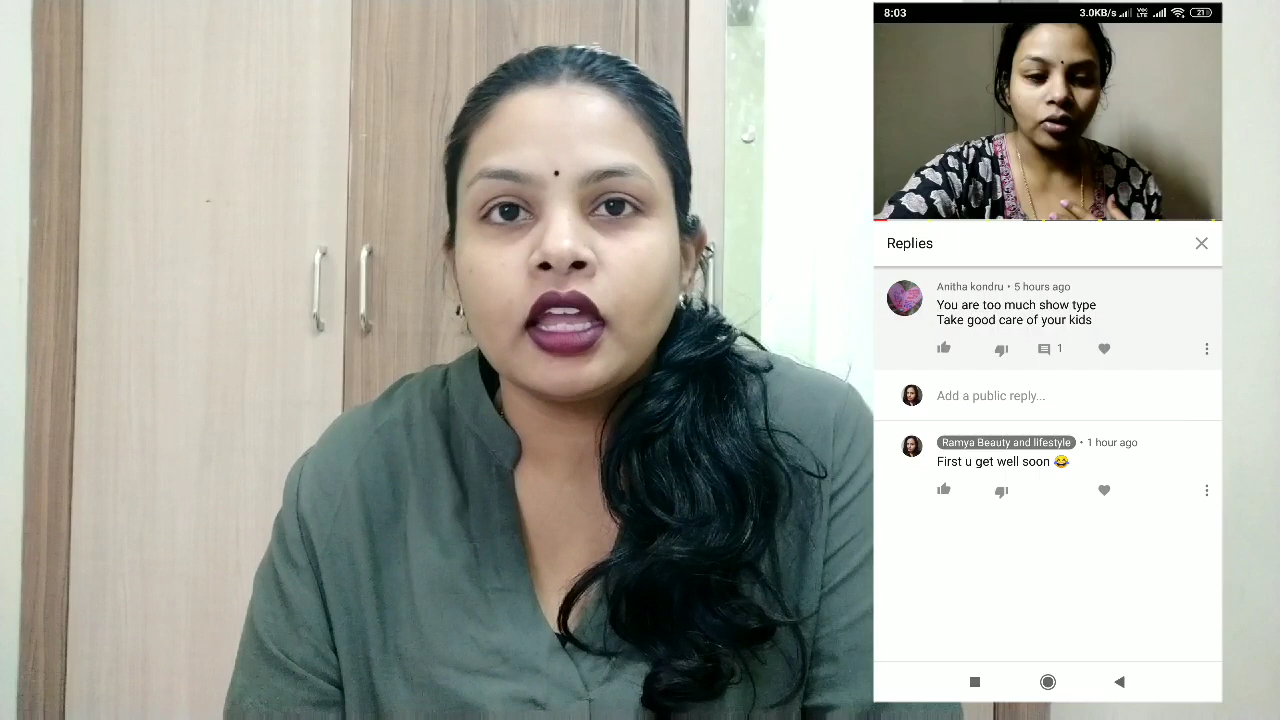 8:03
3.0KB/s
VoLTE
21
Replies
Anitha kondru • 5 hours ago
You are too much show type
Take good care of your kids
1
Add a public reply...
Ramya Beauty and lifestyle • 1 hour ago
First u get well soon 😂